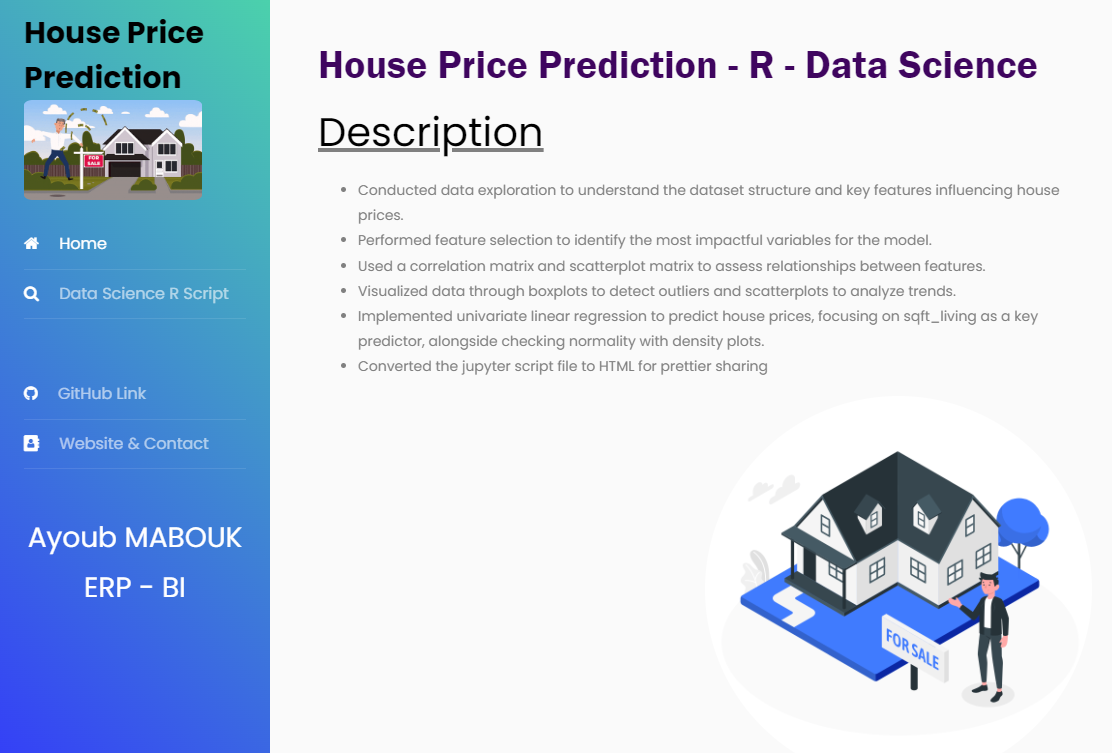 House Price
Prediction
FOR
SALE
Home
Data Science R Script
GitHub Link
Website & Contact
Ayoub MABOUK
ERP - BI
House Price Prediction - R - Data Science
Description
Conducted data exploration to understand the dataset structure and key features influencing house
prices.
Performed feature selection to identify the most impactful variables for the model.
Used a correlation matrix and scatterplot matrix to assess relationships between features.
Visualized data through boxplots to detect outliers and scatterplots to analyze trends.
Implemented univariate linear regression to predict house prices, focusing on sqft_living as a key
predictor, alongside checking normality with density plots.
Converted the jupyter script file to HTML for prettier sharing
FOR SALE